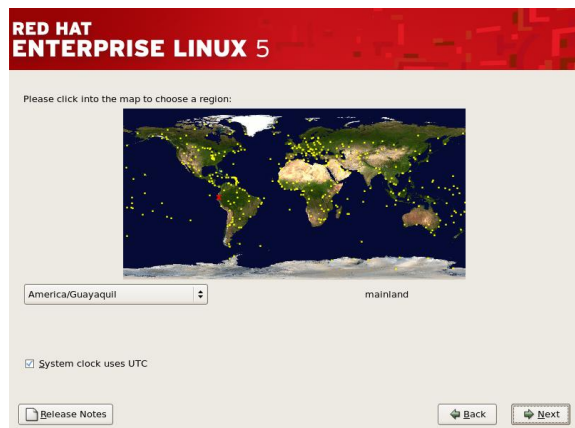 RED HAT
ENTERPRISE LINUX 5
Please click into the map to choose a region:
America/Guayaquil
mainland
System clock uses UTC
Release Notes
Back
Next